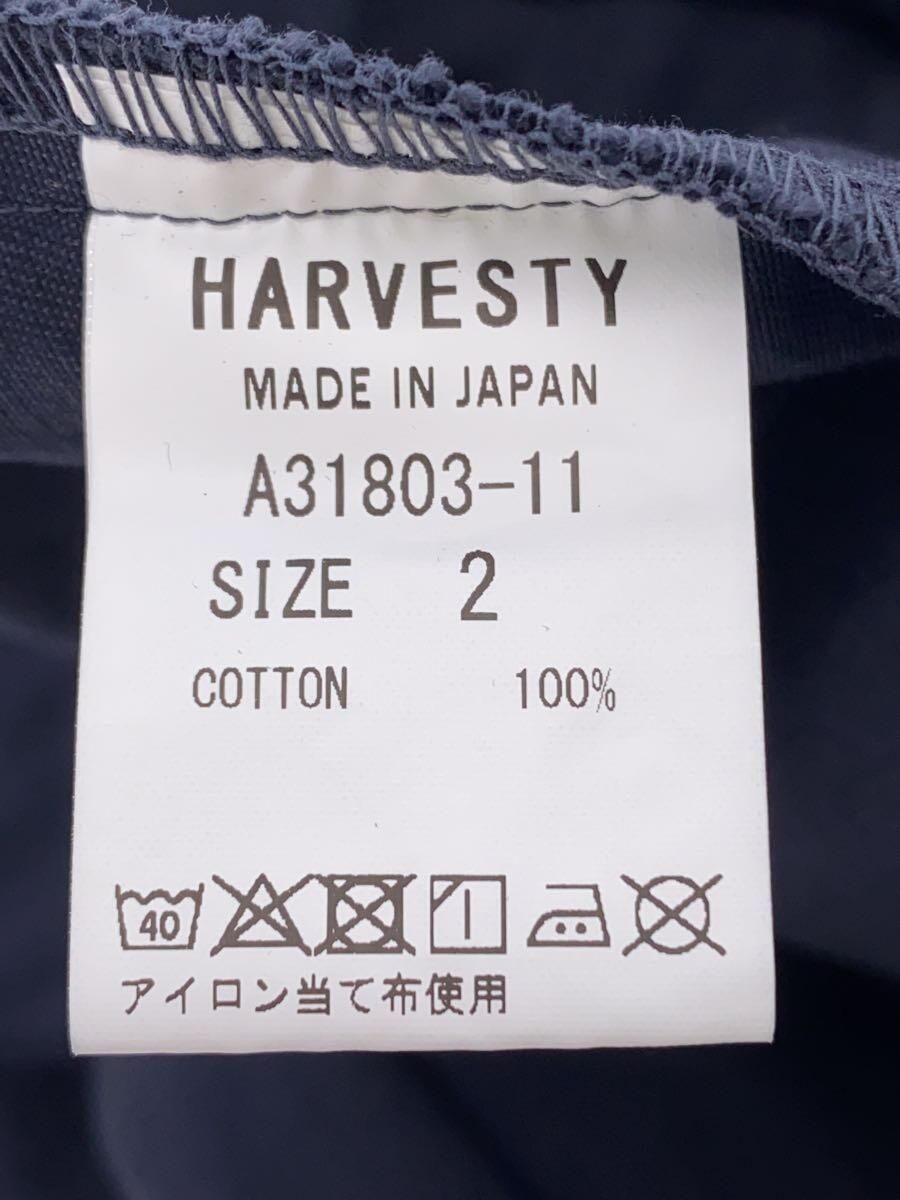 HARVESTY
MADE IN JAPAN
A31803-11
SIZE 2
COTTON 100%
40
アイロン当て布使用